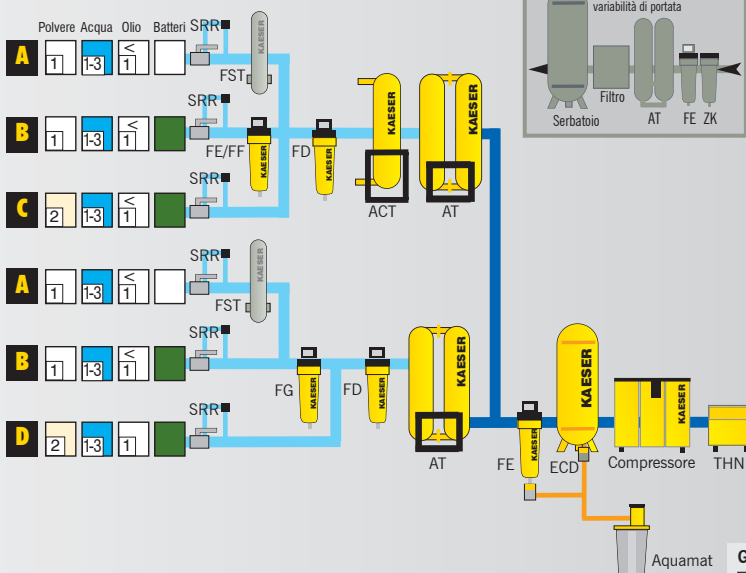 variabilità di portata
Serbatoio Filtro AT FE ZK
Polvere Acqua Olio Batteri
A 1 1-3 <1 SRR FST KAESER
B 1 1-3 <1 SRR FE/FF KAESER FD KAESER ACT KAESER AT KAESER
C 2 1-3 <1 SRR
A 1 1-3 <1 SRR FST KAESER
B 1 1-3 <1 SRR FG KAESER FD KAESER AT KAESER
D 2 1-3 1 SRR
FE KAESER ECD KAESER Compressore KAESER THN
Aquamat
G